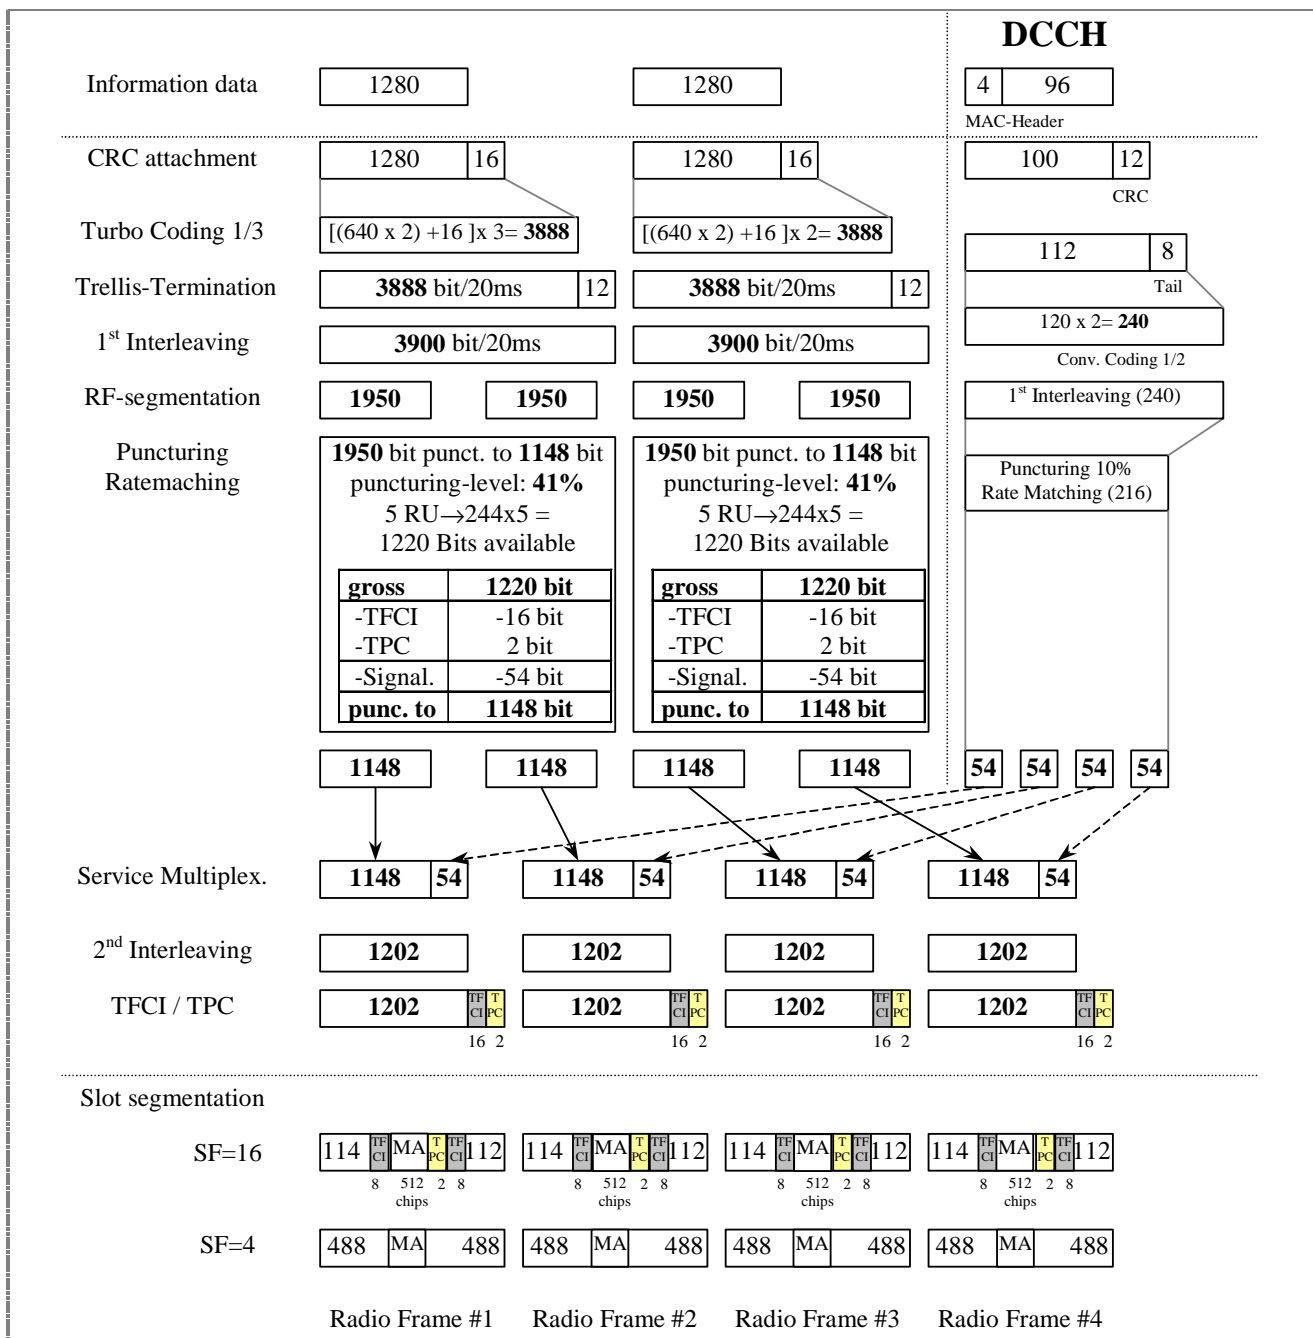 DCCH
Information data 1280 1280 4 96
MAC-Header
CRC attachment 1280 16 1280 16 100 12
CRC
Turbo Coding 1/3 [(640 x 2) +16 ]x 3= 3888 [(640 x 2) +16 ]x 2= 3888
112 8
Tail
Trellis-Termination 3888 bit/20ms 12 3888 bit/20ms 12
120 x 2= 240
Conv. Coding 1/2
1st Interleaving 3900 bit/20ms 3900 bit/20ms
RF-segmentation 1950 1950 1950 1950 1st Interleaving (240)
Puncturing 1950 bit punct. to 1148 bit 1950 bit punct. to 1148 bit Puncturing 10%
Ratemaching puncturing-level: 41% puncturing-level: 41% Rate Matching (216)
5 RU→244x5 = 5 RU→244x5 =
1220 Bits available 1220 Bits available
gross 1220 bit gross 1220 bit
-TFCI -16 bit -TFCI -16 bit
-TPC 2 bit -TPC 2 bit
-Signal. -54 bit -Signal. -54 bit
punc. to 1148 bit punc. to 1148 bit
1148 1148 1148 1148 54 54 54 54
Service Multiplex. 1148 54 1148 54 1148 54 1148 54
2nd Interleaving 1202 1202 1202 1202
TFCI / TPC 1202 TF CI T PC 1202 TF CI T PC 1202 TF CI T PC 1202 TF CI T PC
16 2 16 2 16 2 16 2
Slot segmentation
SF=16 114 TF CI MA T PC TF CI 112 114 TF CI MA T PC TF CI 112 114 TF CI MA T PC TF CI 112 114 TF CI MA T PC TF CI 112
8 512 2 8 8 512 2 8 8 512 2 8 8 512 2 8
chips chips chips chips
SF=4 488 MA 488 488 MA 488 488 MA 488 488 MA 488
Radio Frame #1 Radio Frame #2 Radio Frame #3 Radio Frame #4